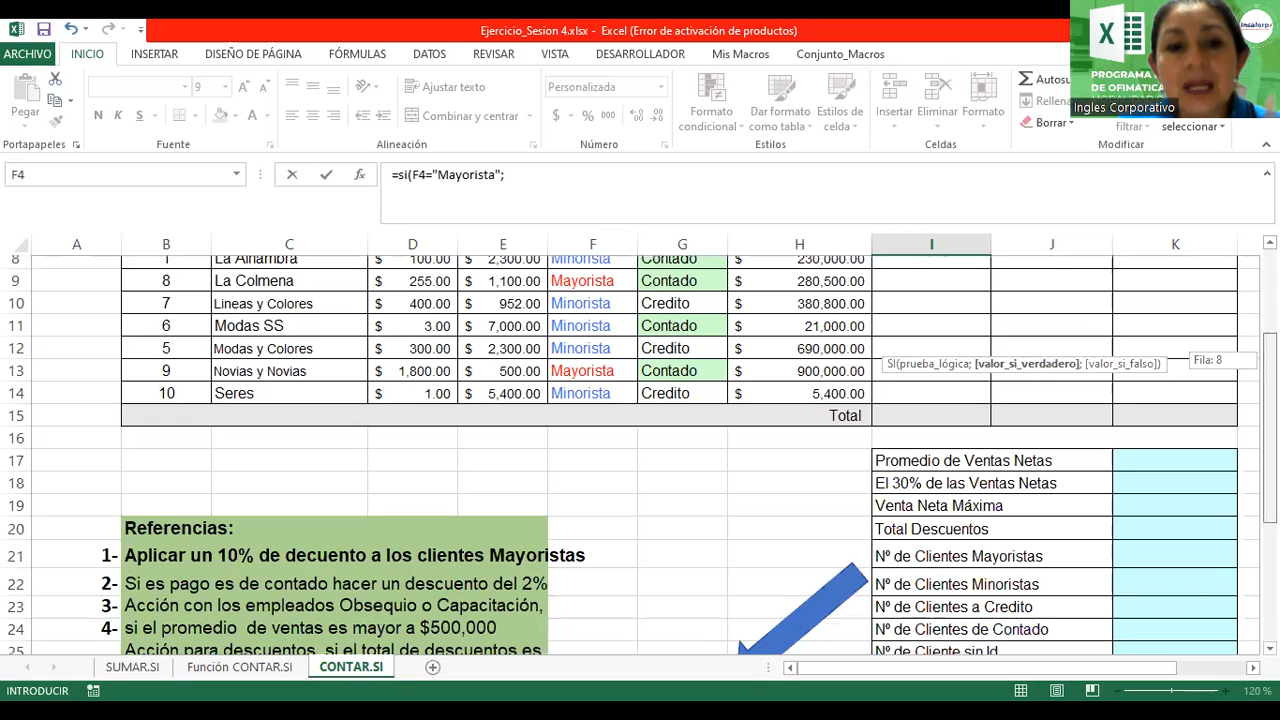 Ejercicio_Sesion 4.xlsx - Excel (Error de activación de productos)
ARCHIVO INICIO INSERTAR DISEÑO DE PÁGINA FÓRMULAS DATOS REVISAR VISTA DESARROLLADOR Mis Macros Conjunto_Macros
Insaforp
PROGRAMA
DE OFIMÁTICA
Ingles Corporativo
Pegar
N K S
9
Ajustar texto
Combinar y centrar
Personalizada
$ % 000
Formato condicional
Dar formato como tabla
Estilos de celda
Insertar
Eliminar
Formato
Borrar
filtrar
seleccionar
Portapapeles Fuente Alineación Número Estilos Celdas Modificar
F4 =si(F4="Mayorista";
A B C D E F G H I J K
8 1 La Alhambra $ 100.00 $ 2,300.00 Minorista Contado $ 230,000.00
9 8 La Colmena $ 255.00 $ 1,100.00 Mayorista Contado $ 280,500.00
10 7 Lineas y Colores $ 400.00 $ 952.00 Minorista Credito $ 380,800.00
11 6 Modas SS $ 3.00 $ 7,000.00 Minorista Contado $ 21,000.00
12 5 Modas y Colores $ 300.00 $ 2,300.00 Minorista Credito $ 690,000.00
SI(prueba_lógica; [valor_si_verdadero]; [valor_si_falso])
Fila: 8
13 9 Novias y Novias $ 1,800.00 $ 500.00 Mayorista Contado $ 900,000.00
14 10 Seres $ 1.00 $ 5,400.00 Minorista Credito $ 5,400.00
15 Total
16
17 Promedio de Ventas Netas
18 El 30% de las Ventas Netas
19 Venta Neta Máxima
20 Referencias: Total Descuentos
21 1- Aplicar un 10% de decuento a los clientes Mayoristas Nº de Clientes Mayoristas
22 2- Si es pago es de contado hacer un descuento del 2% Nº de Clientes Minoristas
23 3- Acción con los empleados Obsequio o Capacitación, Nº de Clientes a Credito
24 4- si el promedio de ventas es mayor a $500,000 Nº de Clientes de Contado
25 Acción para descuentos, si el total de descuentos es Nº de Cliente sin Id
SUMAR.SI Función CONTAR.SI CONTAR.SI
INTRODUCIR 120 %